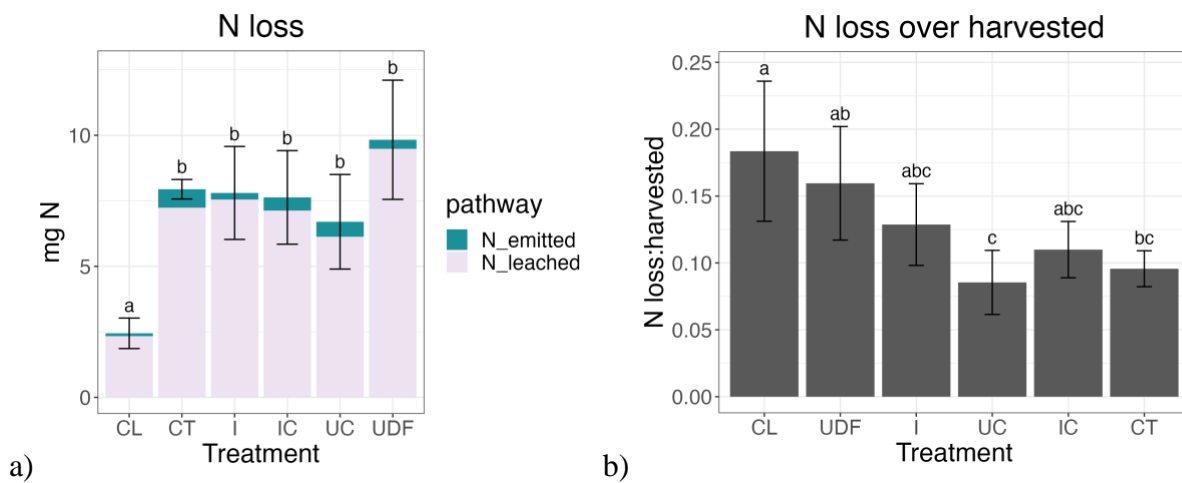 N loss
mg N
10
5
0
a
b
b
b
b
b
CL CT I IC UC UDF
Treatment
pathway
N_emitted
N_leached
a)
N loss over harvested
N loss:harvested
0.25
0.20
0.15
0.10
0.05
0.00
a
ab
abc
c
abc
bc
CL UDF I UC IC CT
Treatment
b)